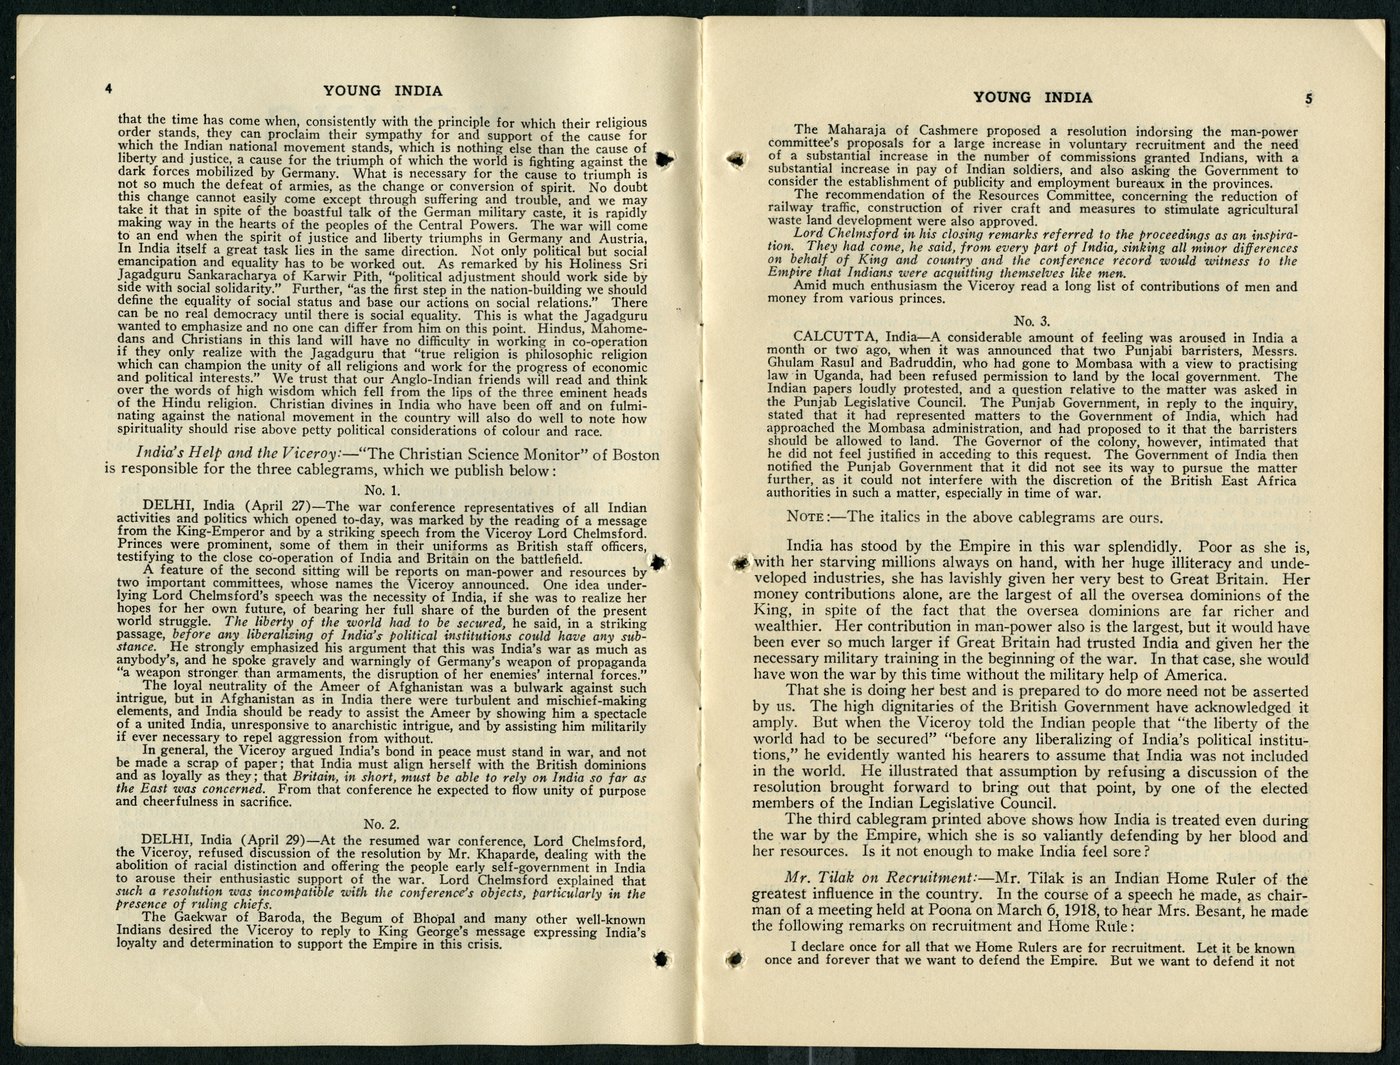 4
YOUNG INDIA
that the time has come when, consistently with the principle for which their religious
order stands, they can proclaim their sympathy for and support of the cause for
which the Indian national movement stands, which is nothing else than the cause of
liberty and justice, a cause for the triumph of which the world is fighting against the
dark forces mobilized by Germany. What is necessary for the cause to triumph is
not so much the defeat of armies, as the change or conversion of spirit. No doubt
this change cannot easily come except through suffering and trouble, and we may
take it that in spite of the boastful talk of the German military caste, it is rapidly
making way in the hearts of the peoples of the Central Powers. The war will come
to an end when the spirit of justice and liberty triumphs in Germany and Austria,
In India itself a great task lies in the same direction. Not only political but social
emancipation and equality has to be worked out. As remarked by his Holiness Sri
Jagadguru Sankaracharya of Karwir Pith, “political adjustment should work side by
side with social solidarity.” Further, “as the first step in the nation-building we should
define the equality of social status and base our actions on social relations.” There
can be no real democracy until there is social equality. This is what the Jagadguru
wanted to emphasize and no one can differ from him on this point. Hindus, Mahome-
dans and Christians in this land will have no difficulty in working in co-operation
if they only realize with the Jagadguru that “true religion is philosophic religion
which can champion the unity of all religions and work for the progress of economic
and political interests.” We trust that our Anglo-Indian friends will read and think
over the words of high wisdom which fell from the lips of the three eminent heads
of the Hindu religion. Christian divines in India who have been off and on fulmi-
nating against the national movement in the country will also do well to note how
spirituality should rise above petty political considerations of colour and race.
India's Help and the Viceroy:—“The Christian Science Monitor” of Boston
is responsible for the three cablegrams, which we publish below:
No. 1.
DELHI, India (April 27)—The war conference representatives of all Indian
activities and politics which opened to-day, was marked by the reading of a message
from the King-Emperor and by a striking speech from the Viceroy Lord Chelmsford.
Princes were prominent, some of them in their uniforms as British staff officers,
testifying to the close co-operation of India and Britain on the battlefield.
A feature of the second sitting will be reports on man-power and resources by
two important committees, whose names the Viceroy announced. One idea under-
lying Lord Chelmsford's speech was the necessity of India, if she was to realize her
hopes for her own future, of bearing her full share of the burden of the present
world struggle. The liberty of the world had to be secured, he said, in a striking
passage, before any liberalizing of India's political institutions could have any sub-
stance. He strongly emphasized his argument that this was India's war as much as
anybody's, and he spoke gravely and warningly of Germany's weapon of propaganda
“a weapon stronger than armaments, the disruption of her enemies' internal forces.”
The loyal neutrality of the Ameer of Afghanistan was a bulwark against such
intrigue, but in Afghanistan as in India there were turbulent and mischief-making
elements, and India should be ready to assist the Ameer by showing him a spectacle
of a united India, unresponsive to anarchistic intrigue, and by assisting him militarily
if ever necessary to repel aggression from without.
In general, the Viceroy argued India's bond in peace must stand in war, and not
be made a scrap of paper; that India must align herself with the British dominions
and as loyally as they; that Britain, in short, must be able to rely on India so far as
the East was concerned. From that conference he expected to flow unity of purpose
and cheerfulness in sacrifice.
No. 2.
DELHI, India (April 29)—At the resumed war conference, Lord Chelmsford,
the Viceroy, refused discussion of the resolution by Mr. Khaparde, dealing with the
abolition of racial distinction and offering the people early self-government in India
to arouse their enthusiastic support of the war. Lord Chelmsford explained that
such a resolution was incompatible with the conference's objects, particularly in the
presence of ruling chiefs.
The Gaekwar of Baroda, the Begum of Bhopal and many other well-known
Indians desired the Viceroy to reply to King George's message expressing India's
loyalty and determination to support the Empire in this crisis.
YOUNG INDIA
5
The Maharaja of Cashmere proposed a resolution indorsing the man-power
committee's proposals for a large increase in voluntary recruitment and the need
of a substantial increase in the number of commissions granted Indians, with a
substantial increase in pay of Indian soldiers, and also asking the Government to
consider the establishment of publicity and employment bureaux in the provinces.
The recommendation of the Resources Committee, concerning the reduction of
railway traffic, construction of river craft and measures to stimulate agricultural
waste land development were also approved.
Lord Chelmsford in his closing remarks referred to the proceedings as an inspira-
tion. They had come, he said, from every part of India, sinking all minor differences
on behalf of King and country and the conference record would witness to the
Empire that Indians were acquitting themselves like men.
Amid much enthusiasm the Viceroy read a long list of contributions of men and
money from various princes.
No. 3.
CALCUTTA, India—A considerable amount of feeling was aroused in India a
month or two ago, when it was announced that two Punjabi barristers, Messrs.
Ghulam Rasul and Badruddin, who had gone to Mombasa with a view to practising
law in Uganda, had been refused permission to land by the local government. The
Indian papers loudly protested, and a question relative to the matter was asked in
the Punjab Legislative Council. The Punjab Government, in reply to the inquiry,
stated that it had represented matters to the Government of India, which had
approached the Mombasa administration, and had proposed to it that the barristers
should be allowed to land. The Governor of the colony, however, intimated that
he did not feel justified in acceding to this request. The Government of India then
notified the Punjab Government that it did not see its way to pursue the matter
further, as it could not interfere with the discretion of the British East Africa
authorities in such a matter, especially in time of war.
NOTE:—The italics in the above cablegrams are ours.
India has stood by the Empire in this war splendidly. Poor as she is,
with her starving millions always on hand, with her huge illiteracy and unde-
veloped industries, she has lavishly given her very best to Great Britain. Her
money contributions alone, are the largest of all the oversea dominions of the
King, in spite of the fact that the oversea dominions are far richer and
wealthier. Her contribution in man-power also is the largest, but it would have
been ever so much larger if Great Britain had trusted India and given her the
necessary military training in the beginning of the war. In that case, she would
have won the war by this time without the military help of America.
That she is doing her best and is prepared to do more need not be asserted
by us. The high dignitaries of the British Government have acknowledged it
amply. But when the Viceroy told the Indian people that “the liberty of the
world had to be secured” “before any liberalizing of India's political institu-
tions,” he evidently wanted his hearers to assume that India was not included
in the world. He illustrated that assumption by refusing a discussion of the
resolution brought forward to bring out that point, by one of the elected
members of the Indian Legislative Council.
The third cablegram printed above shows how India is treated even during
the war by the Empire, which she is so valiantly defending by her blood and
her resources. Is it not enough to make India feel sore?
Mr. Tilak on Recruitment:—Mr. Tilak is an Indian Home Ruler of the
greatest influence in the country. In the course of a speech he made, as chair-
man of a meeting held at Poona on March 6, 1918, to hear Mrs. Besant, he made
the following remarks on recruitment and Home Rule:
I declare once for all that we Home Rulers are for recruitment. Let it be known
once and forever that we want to defend the Empire. But we want to defend it not